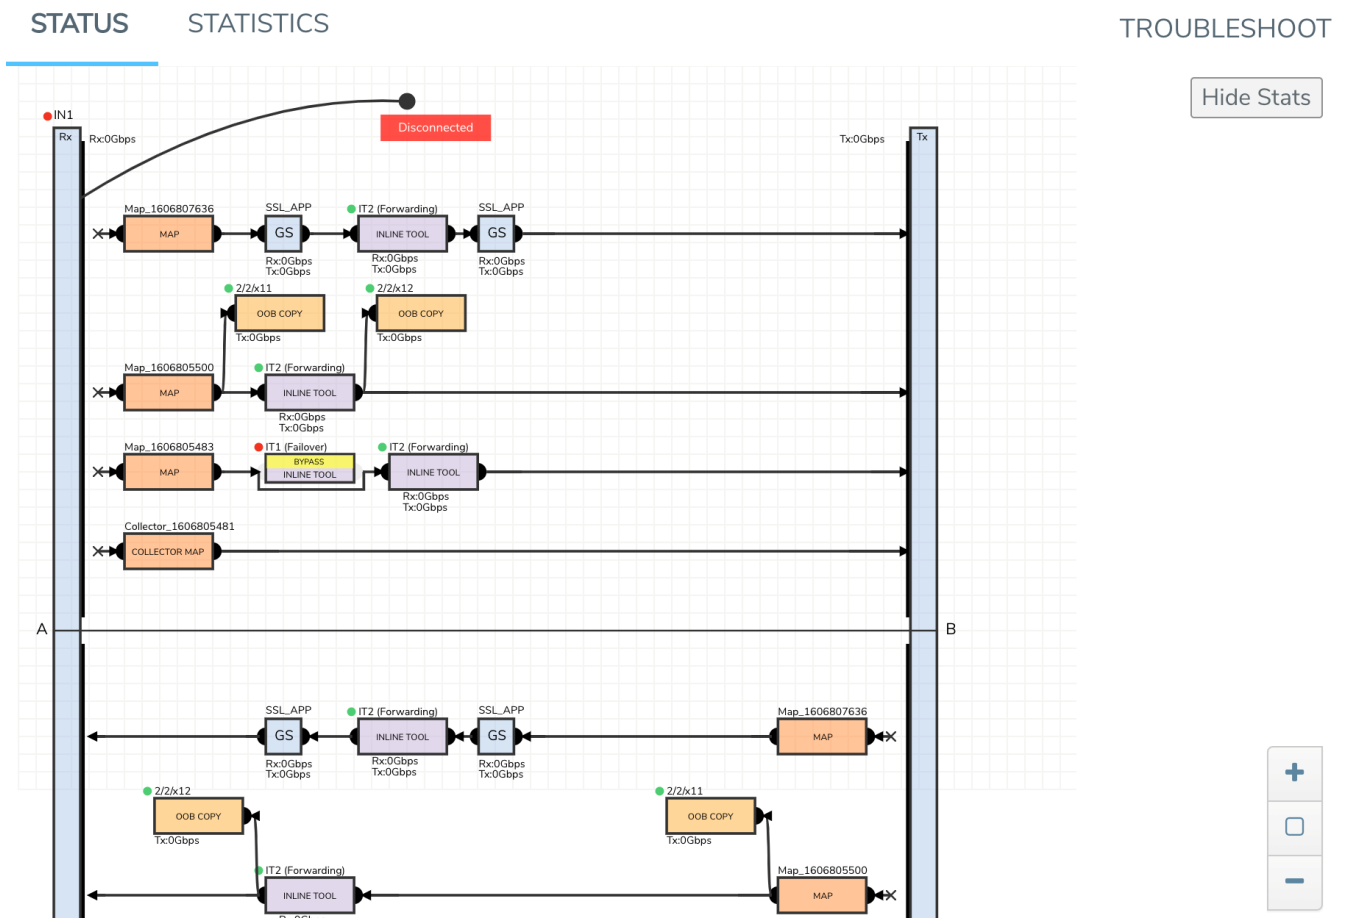 STATUS STATISTICS TROUBLESHOOT
Hide Stats
IN1
Disconnected
Rx Rx:0Gbps Tx:0Gbps Tx
Map_1606807636 SSL_APP IT2 (Forwarding) SSL_APP
MAP GS INLINE TOOL GS
Rx:0Gbps Rx:0Gbps Rx:0Gbps
Tx:0Gbps Tx:0Gbps Tx:0Gbps
2/2/x11 2/2/x12
OOB COPY OOB COPY
Tx:0Gbps Tx:0Gbps
Map_1606805500 IT2 (Forwarding)
MAP INLINE TOOL
Rx:0Gbps
Tx:0Gbps
Map_1606805483 IT1 (Failover) IT2 (Forwarding)
BYPASS
MAP INLINE TOOL INLINE TOOL
Rx:0Gbps
Tx:0Gbps
Collector_1606805481
COLLECTOR MAP
A B
SSL_APP IT2 (Forwarding) SSL_APP Map_1606807636
GS INLINE TOOL GS MAP
Rx:0Gbps Rx:0Gbps Rx:0Gbps
Tx:0Gbps Tx:0Gbps Tx:0Gbps
2/2/x12 2/2/x11
OOB COPY OOB COPY
Tx:0Gbps Tx:0Gbps
IT2 (Forwarding) Map_1606805500
INLINE TOOL MAP